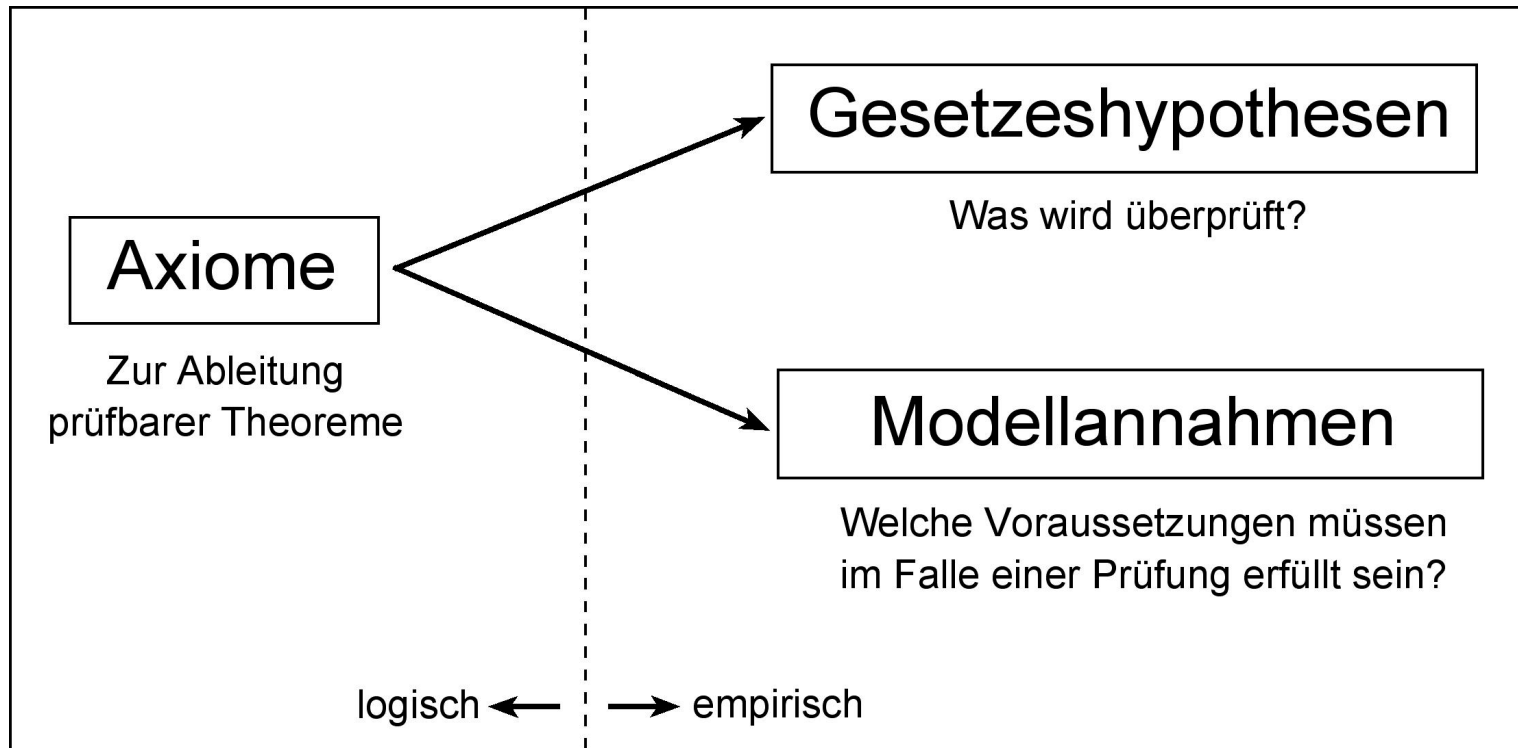 Axiome
Zur Ableitung
prüfbarer Theoreme
Gesetzeshypothesen
Was wird überprüft?
Modellannahmen
Welche Voraussetzungen müssen
im Falle einer Prüfung erfüllt sein?
logisch
empirisch